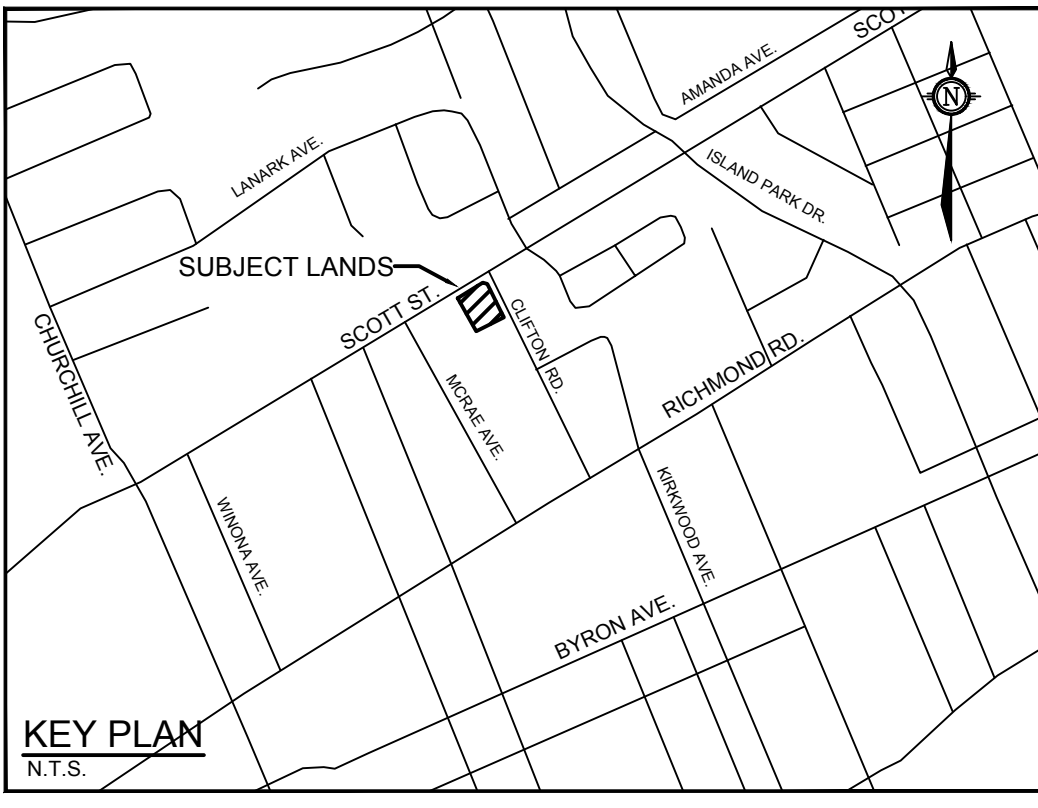 SCOT
AMANDA AVE.
N
LANARK AVE.
ISLAND PARK DR.
SUBJECT LANDS
SCOTT ST.
CLIFTON RD.
CHURCHILL AVE.
RICHMOND RD.
MCRAE AVE.
KIRKWOOD AVE.
WINONA AVE.
BYRON AVE.
KEY PLAN
N.T.S.